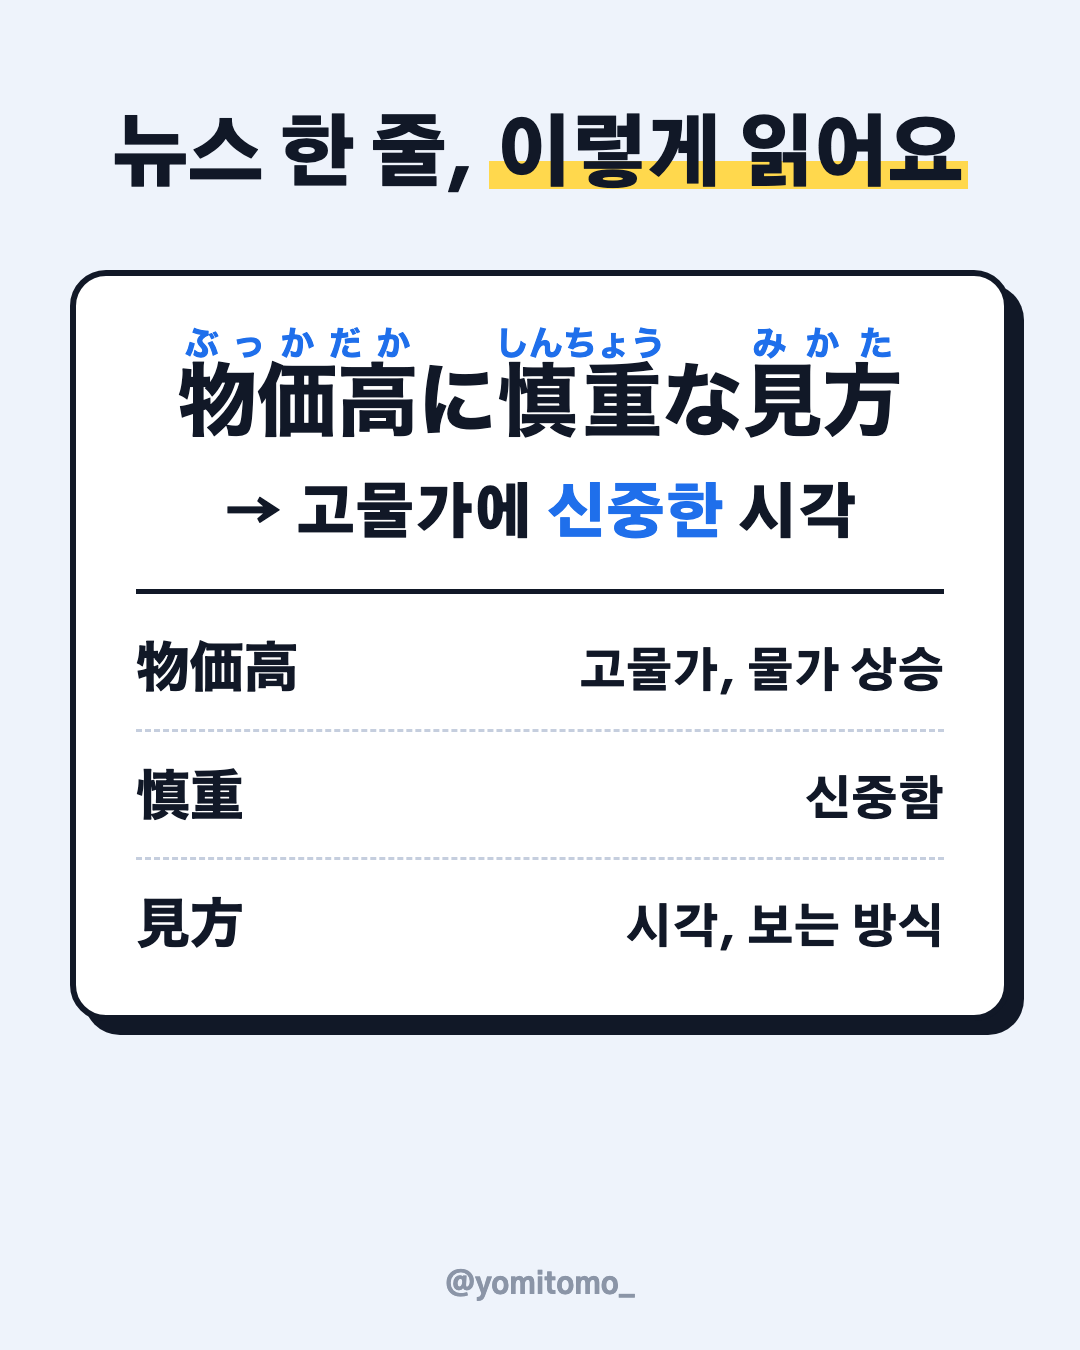 뉴스 한 줄, 이렇게 읽어요
ぶっかだか しんちょう みかた
物価高に慎重な見方
→ 고물가에 신중한 시각
物価高 고물가, 물가 상승
慎重 신중함
見方 시각, 보는 방식
@yomitomo_